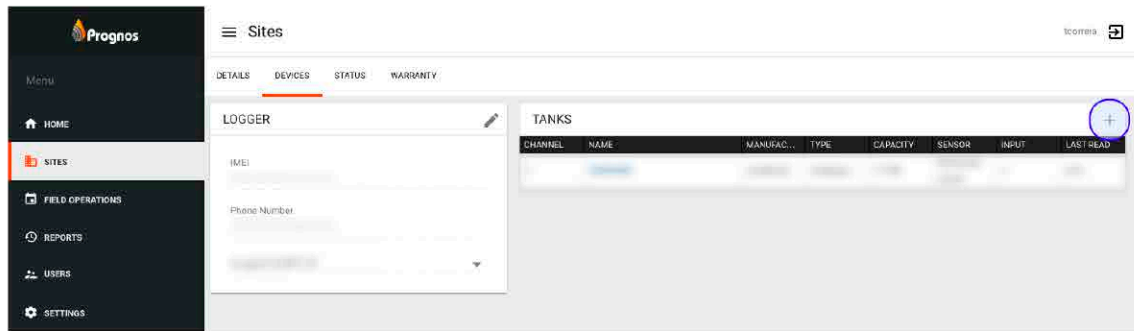 Prognos
Sites
Menu
DETAILS DEVICES STATUS WARRANTY
HOME
LOGGER
TANKS
CHANNEL NAME MANUFAC... TYPE CAPACITY SENSOR INPUT LAST READ
SITES
IMEI
FIELD OPERATIONS
Phone Number
REPORTS
USERS
SETTINGS